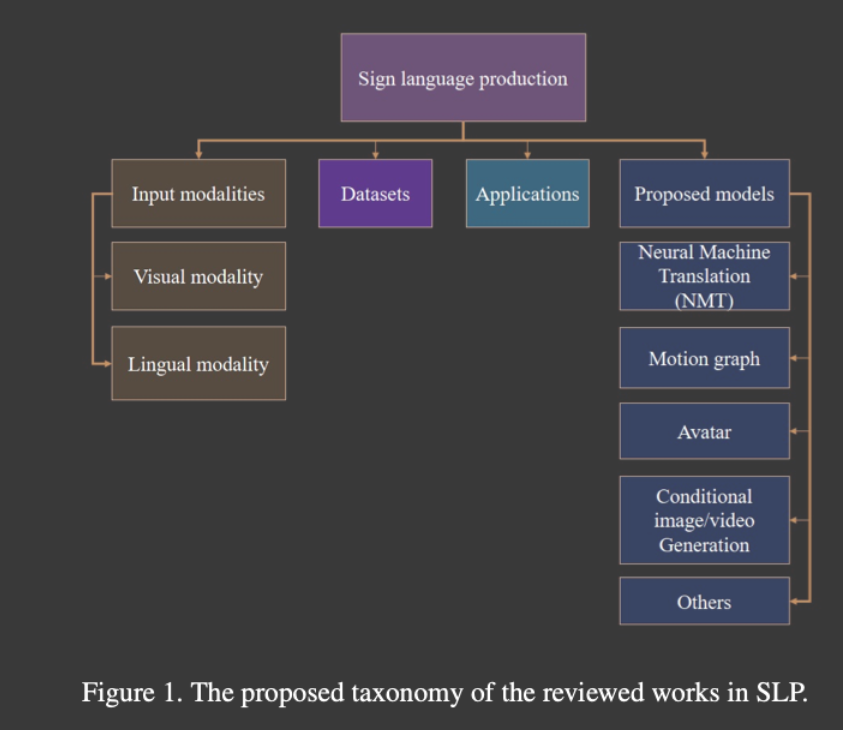 Sign language production
Input modalities
Datasets
Applications
Proposed models
Visual modality
Lingual modality
Neural Machine
Translation
(NMT)
Motion graph
Avatar
Conditional
image/video
Generation
Others
Figure 1. The proposed taxonomy of the reviewed works in SLP.